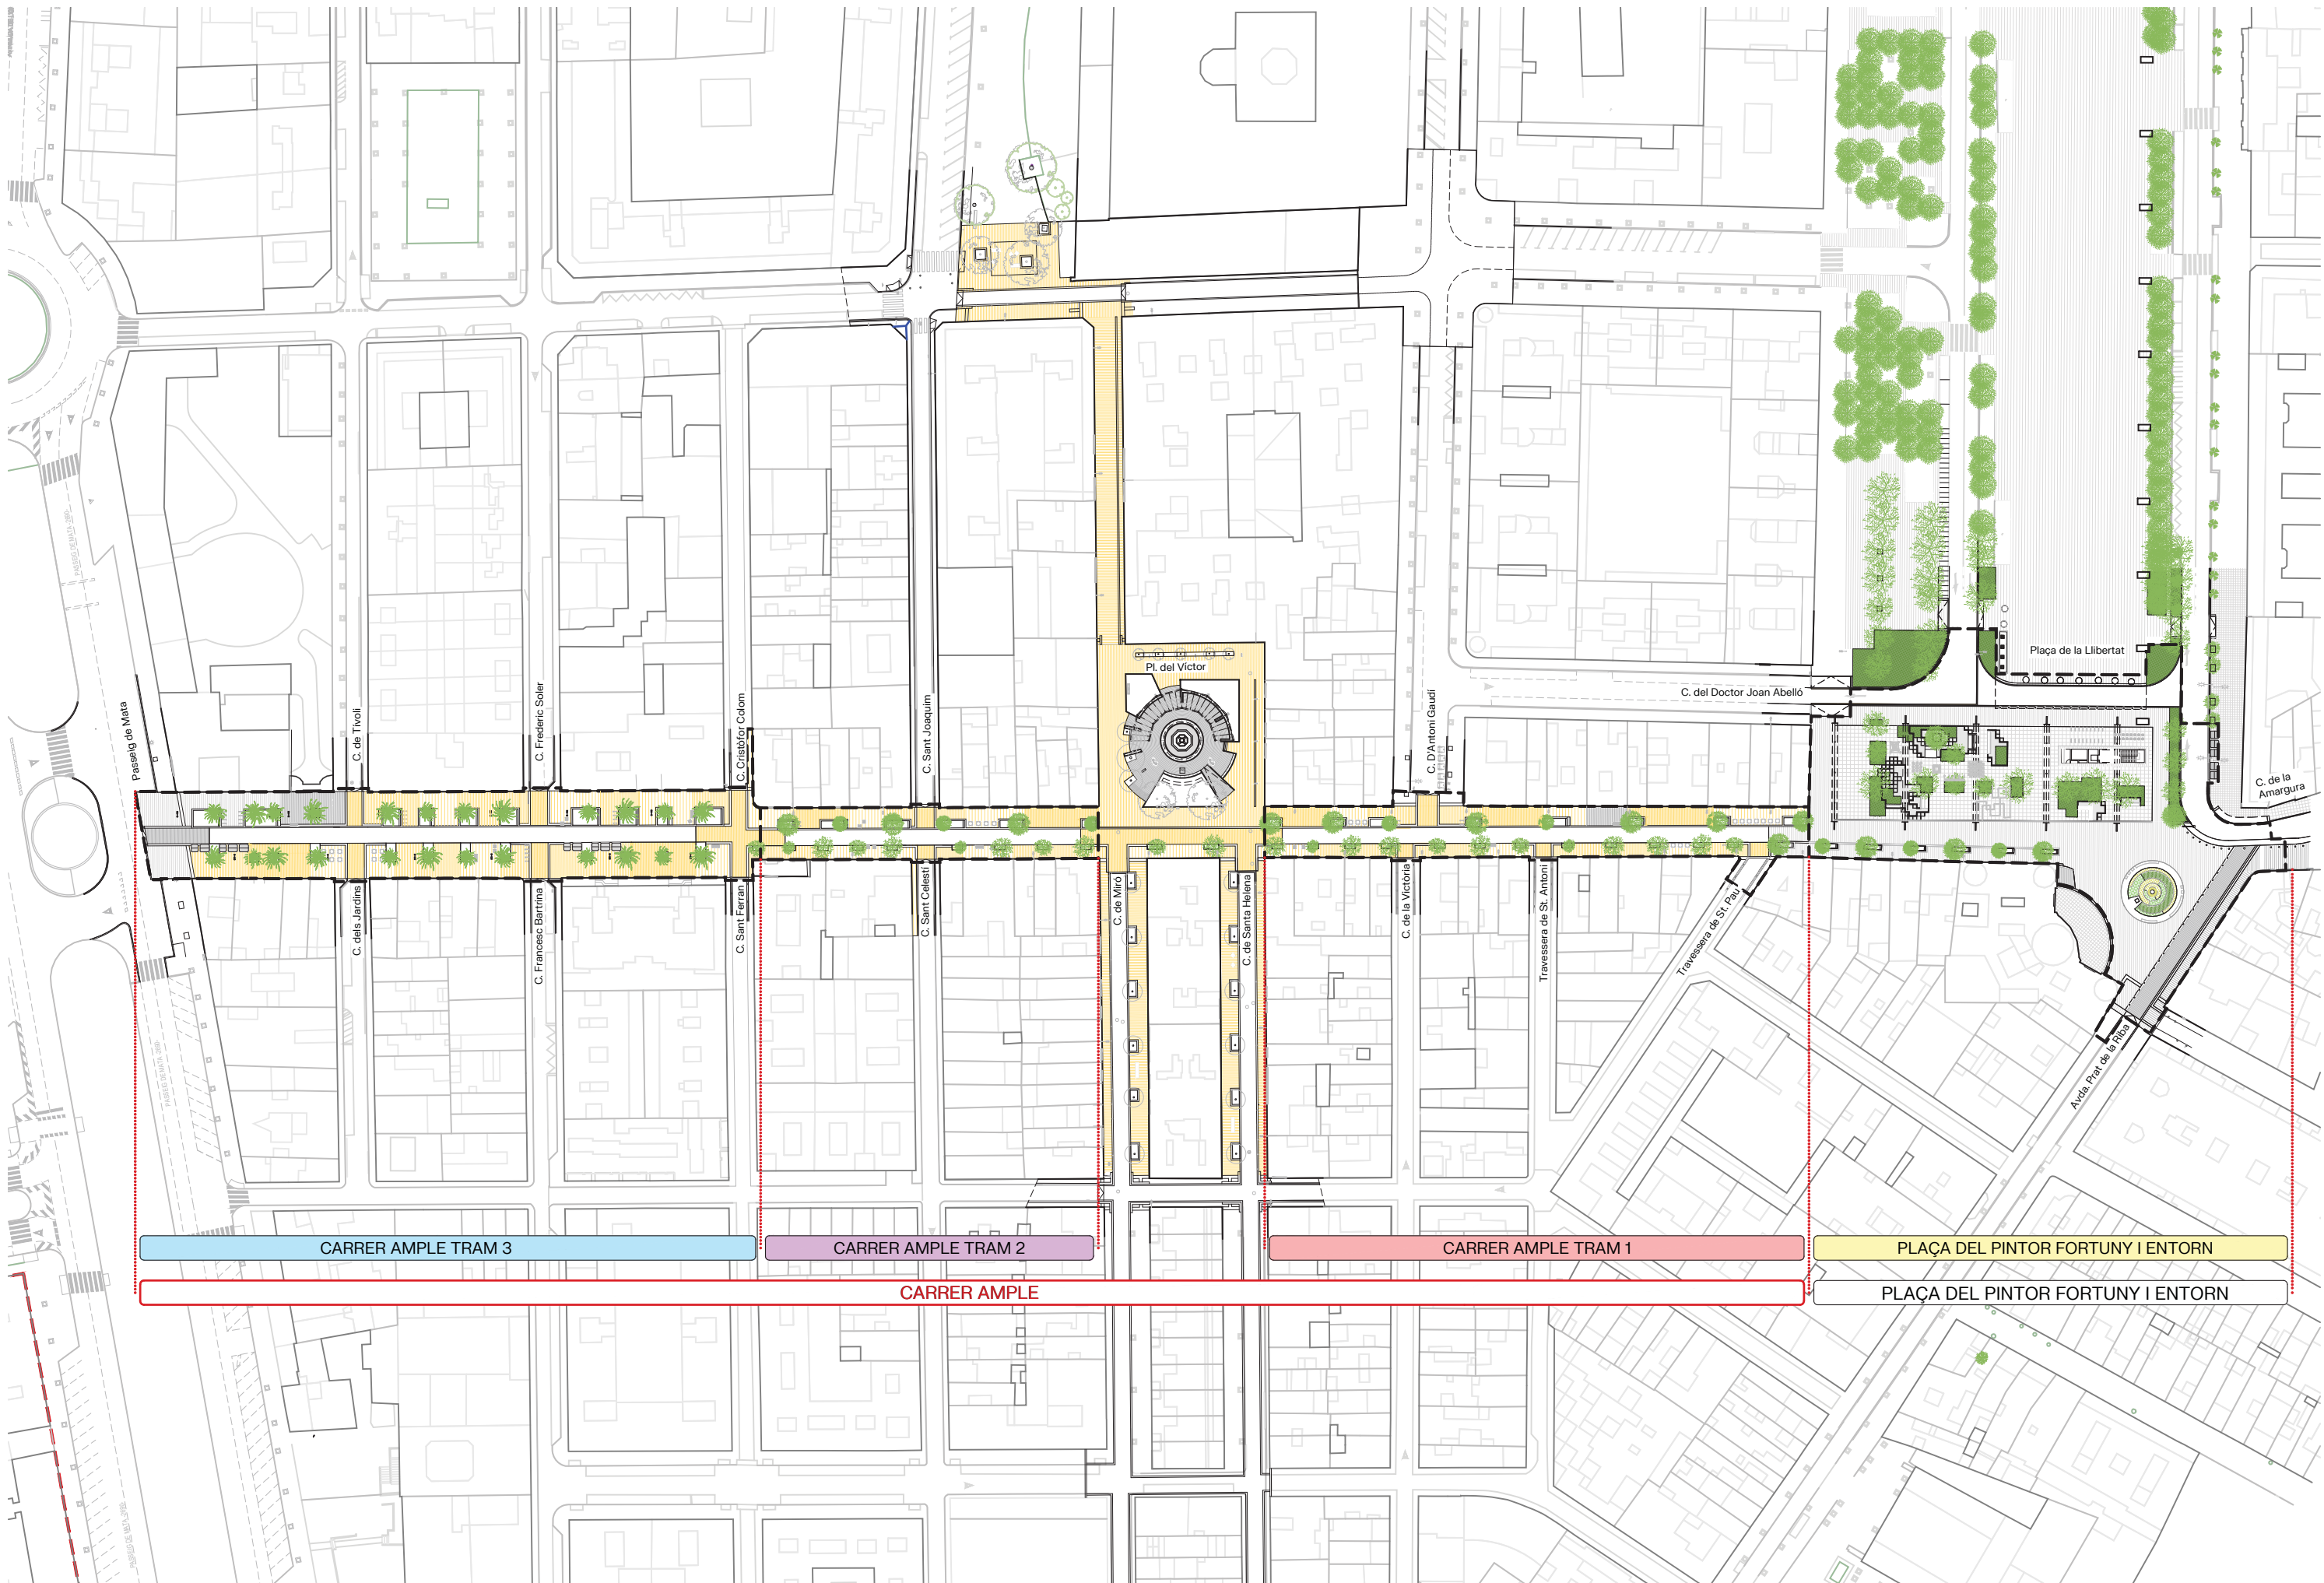 PASSEIG DE MATA
Pl. del Víctor
Plaça de la Llibertat
C. del Doctor Joan Abelló
Passeig de Mata
C. de Tívoli
C. Frederic Soler
C. Cristòfor Colom
C. Sant Joaquim
C. D'Antoni Gaudí
C. de la
Amargura
C. dels Jardins
C. Francesc Bartrina
C. Sant Ferran
C. Sant Celestí
C. de Miró
C. de Santa Helena
C. de la Victòria
Travessera de St. Antoni
Travessera de St. Pau
Avda. Prat de la Riba
CARRER AMPLE TRAM 3
CARRER AMPLE TRAM 2
CARRER AMPLE TRAM 1
PLAÇA DEL PINTOR FORTUNY I ENTORN
CARRER AMPLE
PLAÇA DEL PINTOR FORTUNY I ENTORN